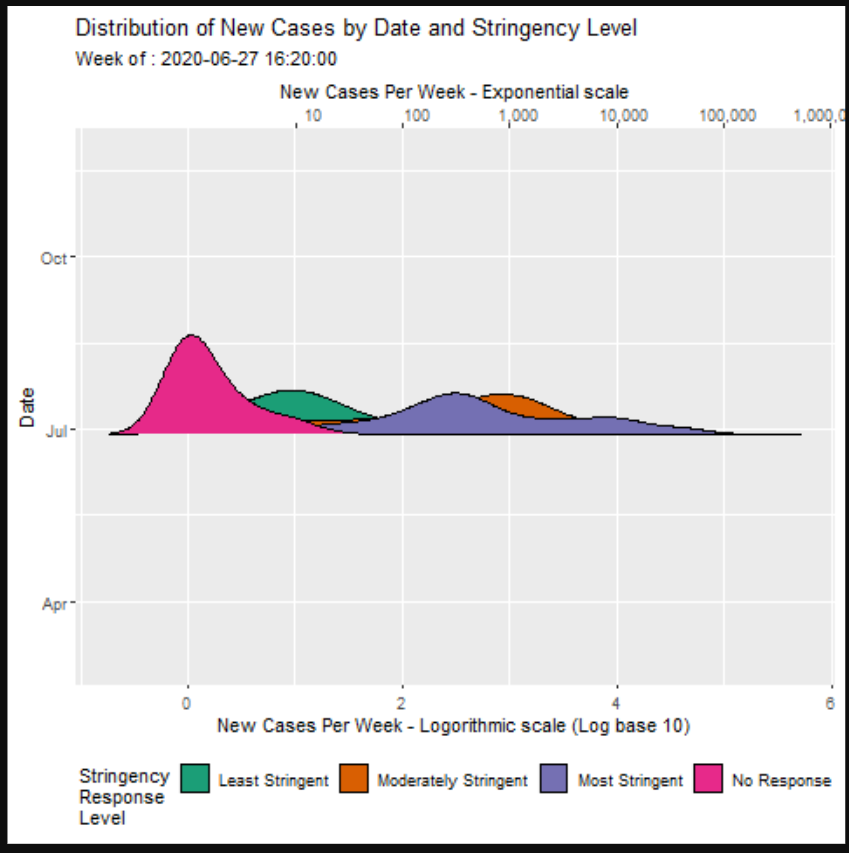 Distribution of New Cases by Date and Stringency Level
Week of : 2020-06-27 16:20:00
New Cases Per Week - Exponential scale
10 100 1,000 10,000 100,000 1,000,0
Oct
Date
Jul
Apr
0 2 4 6
New Cases Per Week - Logorithmic scale (Log base 10)
Stringency
Response
Level
Least Stringent Moderately Stringent Most Stringent No Response